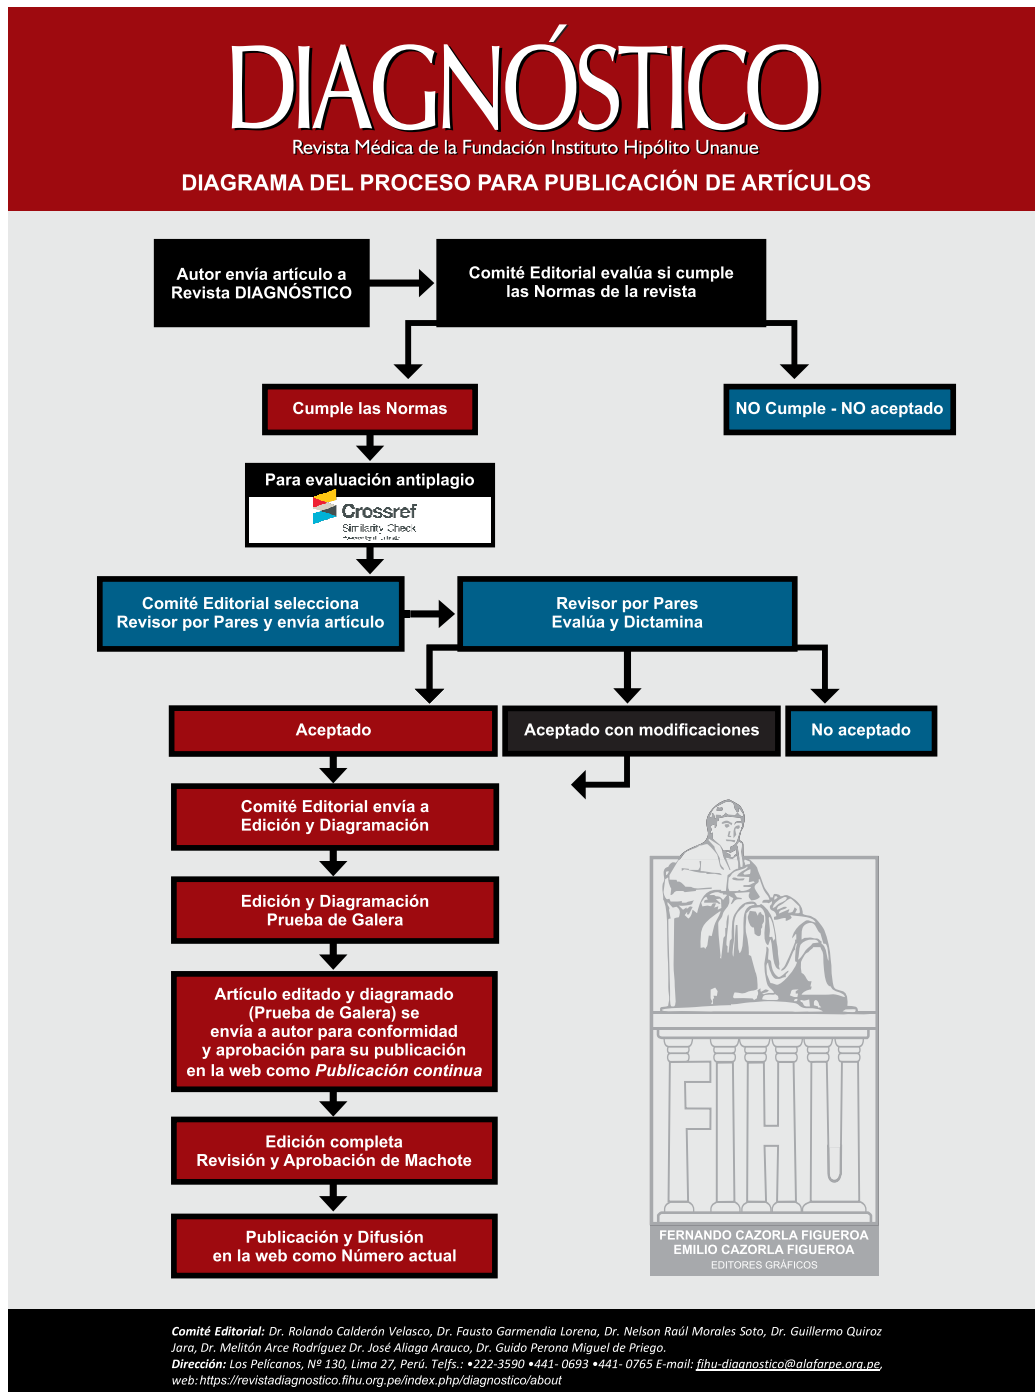 DIAGNÓSTICO
Revista Médica de la Fundación Instituto Hipólito Unanue
DIAGRAMA DEL PROCESO PARA PUBLICACIÓN DE ARTÍCULOS
Autor envía artículo a
Revista DIAGNÓSTICO
Comité Editorial evalúa si cumple
las Normas de la revista
Cumple las Normas
NO Cumple - NO aceptado
Para evaluación antiplagio
Crossref
Similarity Check
Comité Editorial selecciona
Revisor por Pares y envía artículo
Revisor por Pares
Evalúa y Dictamina
Aceptado
Aceptado con modificaciones
No aceptado
Comité Editorial envía a
Edición y Diagramación
Edición y Diagramación
Prueba de Galera
Artículo editado y diagramado
(Prueba de Galera) se
envía a autor para conformidad
y aprobación para su publicación
en la web como Publicación continua
Edición completa
Revisión y Aprobación de Machote
Publicación y Difusión
en la web como Número actual
FIHU
FERNANDO CAZORLA FIGUEROA
EMILIO CAZORLA FIGUEROA
EDITORES GRÁFICOS
Comité Editorial: Dr. Rolando Calderón Velasco, Dr. Fausto Garmendia Lorena, Dr. Nelson Raúl Morales Soto, Dr. Guillermo Quiroz
Jara, Dr. Melitón Arce Rodríguez Dr. José Aliaga Arauco, Dr. Guido Perona Miguel de Priego.
Dirección: Los Pelícanos, Nº 130, Lima 27, Perú. Telfs.: •222-3590 •441- 0693 •441- 0765 E-mail: fihu-diagnostico@alafarpe.org.pe,
web: https://revistadiagnostico.fihu.org.pe/index.php/diagnostico/about